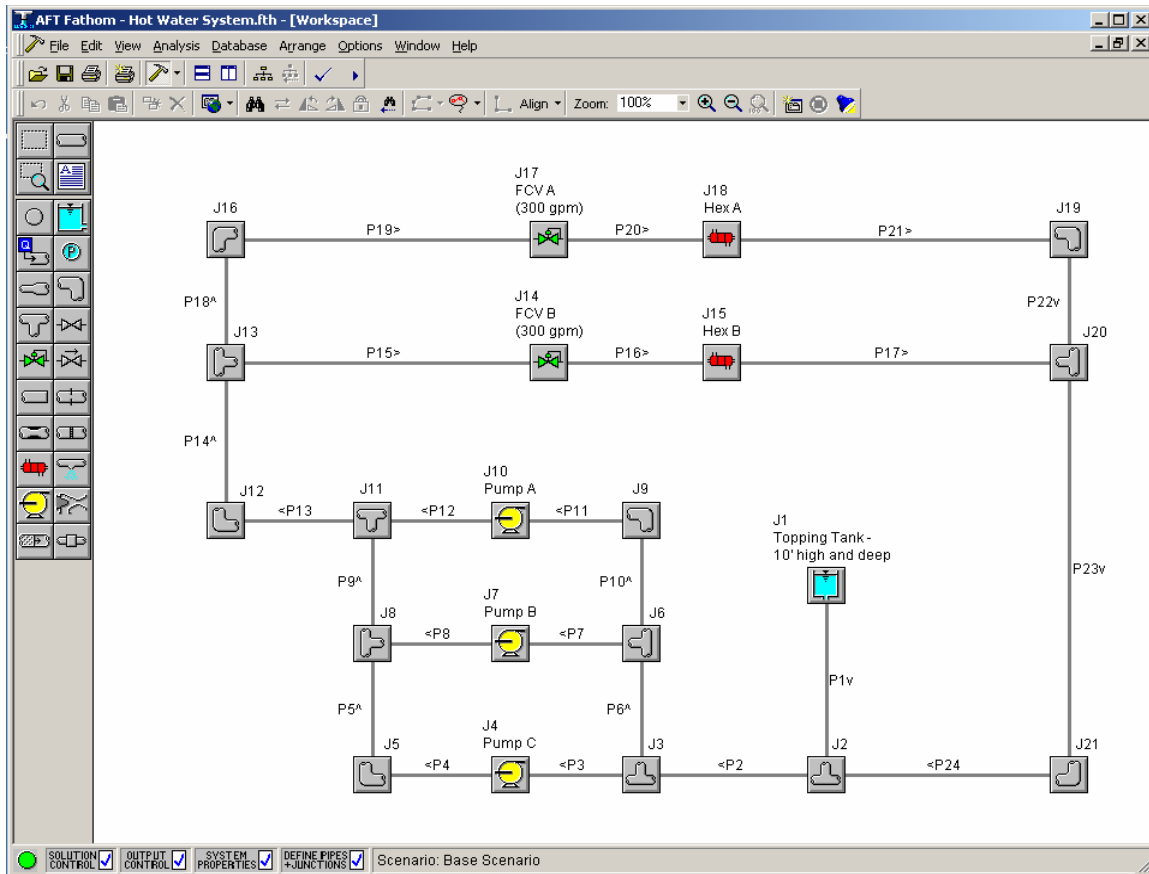 AFT Fathom - Hot Water System.fth - [Workspace]
File Edit View Analysis Database Arrange Options Window Help
Align Zoom: 100%
J17
FCV A
(300 gpm)
J18
Hex A
J16
J19
P19>
P20>
P21>
P18^
P22v
J14
FCV B
(300 gpm)
J15
Hex B
J13
J20
P15>
P16>
P17>
P14^
J10
Pump A
J12
J11
J9
<P13
<P12
<P11
J1
Topping Tank -
10' high and deep
P9^
P10^
P23v
J7
Pump B
J8
J6
<P8
<P7
P1v
P5^
P6^
J4
Pump C
J5
J3
J2
J21
<P4
<P3
<P2
<P24
SOLUTION CONTROL
OUTPUT CONTROL
SYSTEM PROPERTIES
DEFINE PIPES +JUNCTIONS
Scenario: Base Scenario